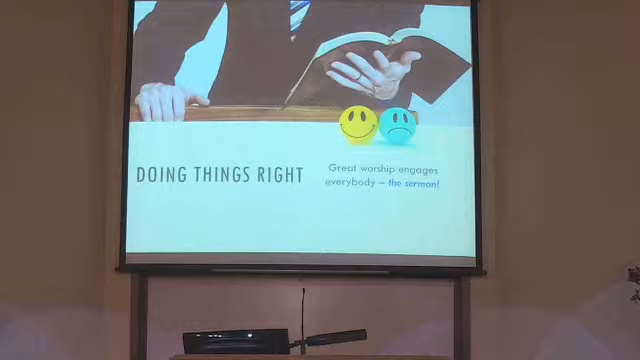 DOING THINGS RIGHT
Great worship engages
everybody – the sermon!